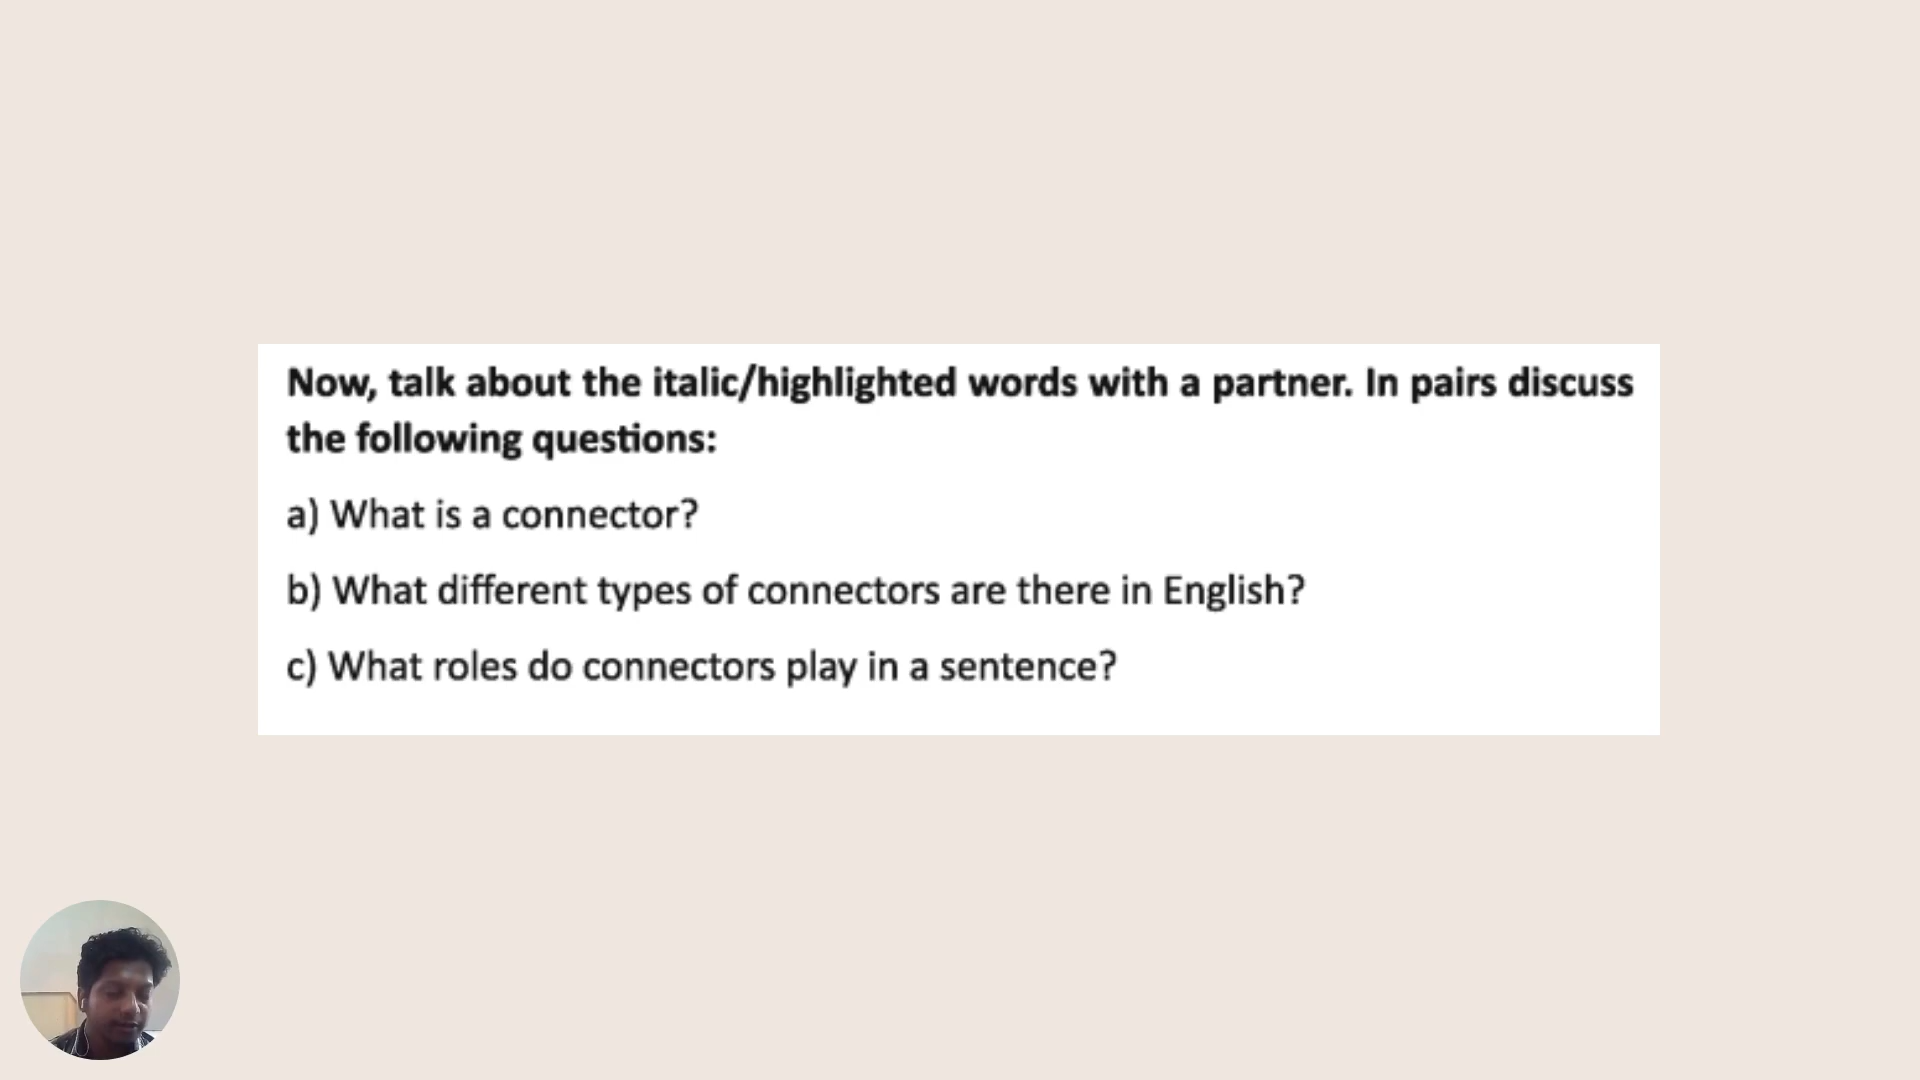 Now, talk about the italic/highlighted words with a partner. In pairs discuss
the following questions:
a) What is a connector?
b) What different types of connectors are there in English?
c) What roles do connectors play in a sentence?